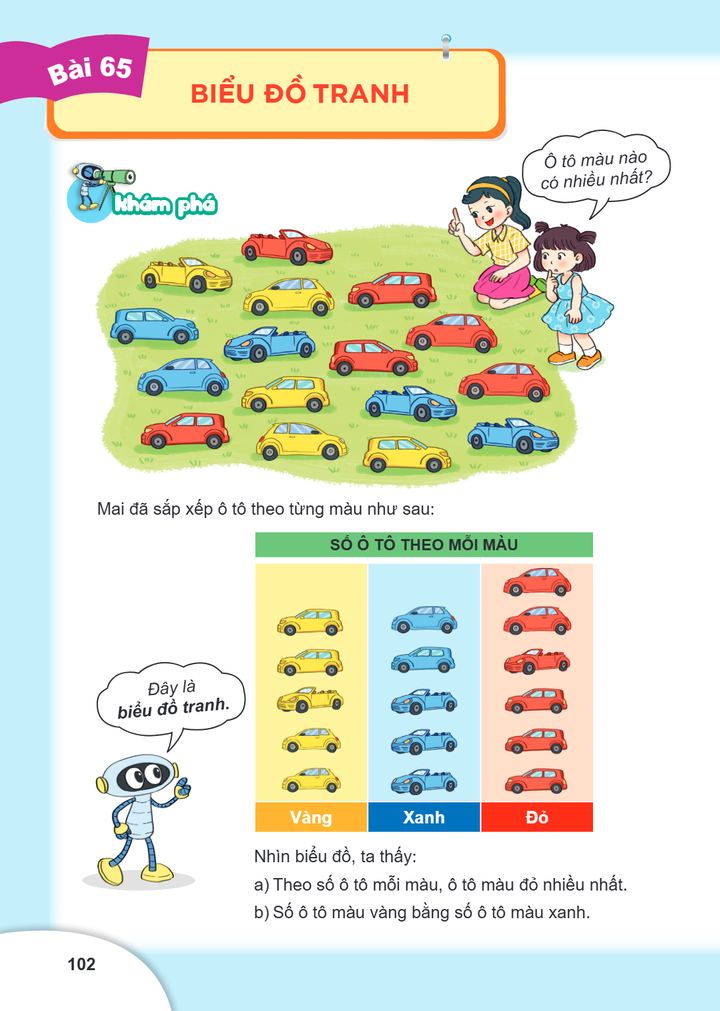 Bài 65
BIỂU ĐỒ TRANH
Ô tô màu nào
có nhiều nhất?
khám phá
Mai đã sắp xếp ô tô theo từng màu như sau:
SỐ Ô TÔ THEO MỖI MÀU
Đây là
biểu đồ tranh.
Vàng
Xanh
Đỏ
Nhìn biểu đồ, ta thấy:
a) Theo số ô tô mỗi màu, ô tô màu đỏ nhiều nhất.
b) Số ô tô màu vàng bằng số ô tô màu xanh.
102